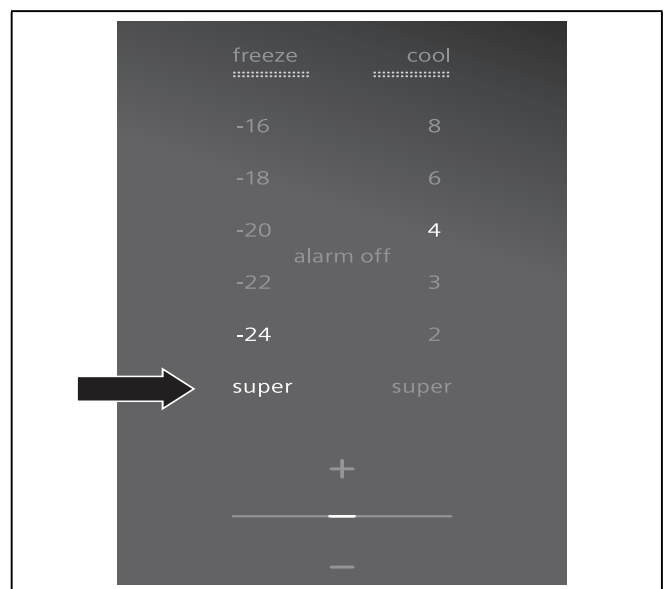 freeze cool
-16 8
-18 6
-20 4
alarm off
-22 3
-24 2
super super
+
–